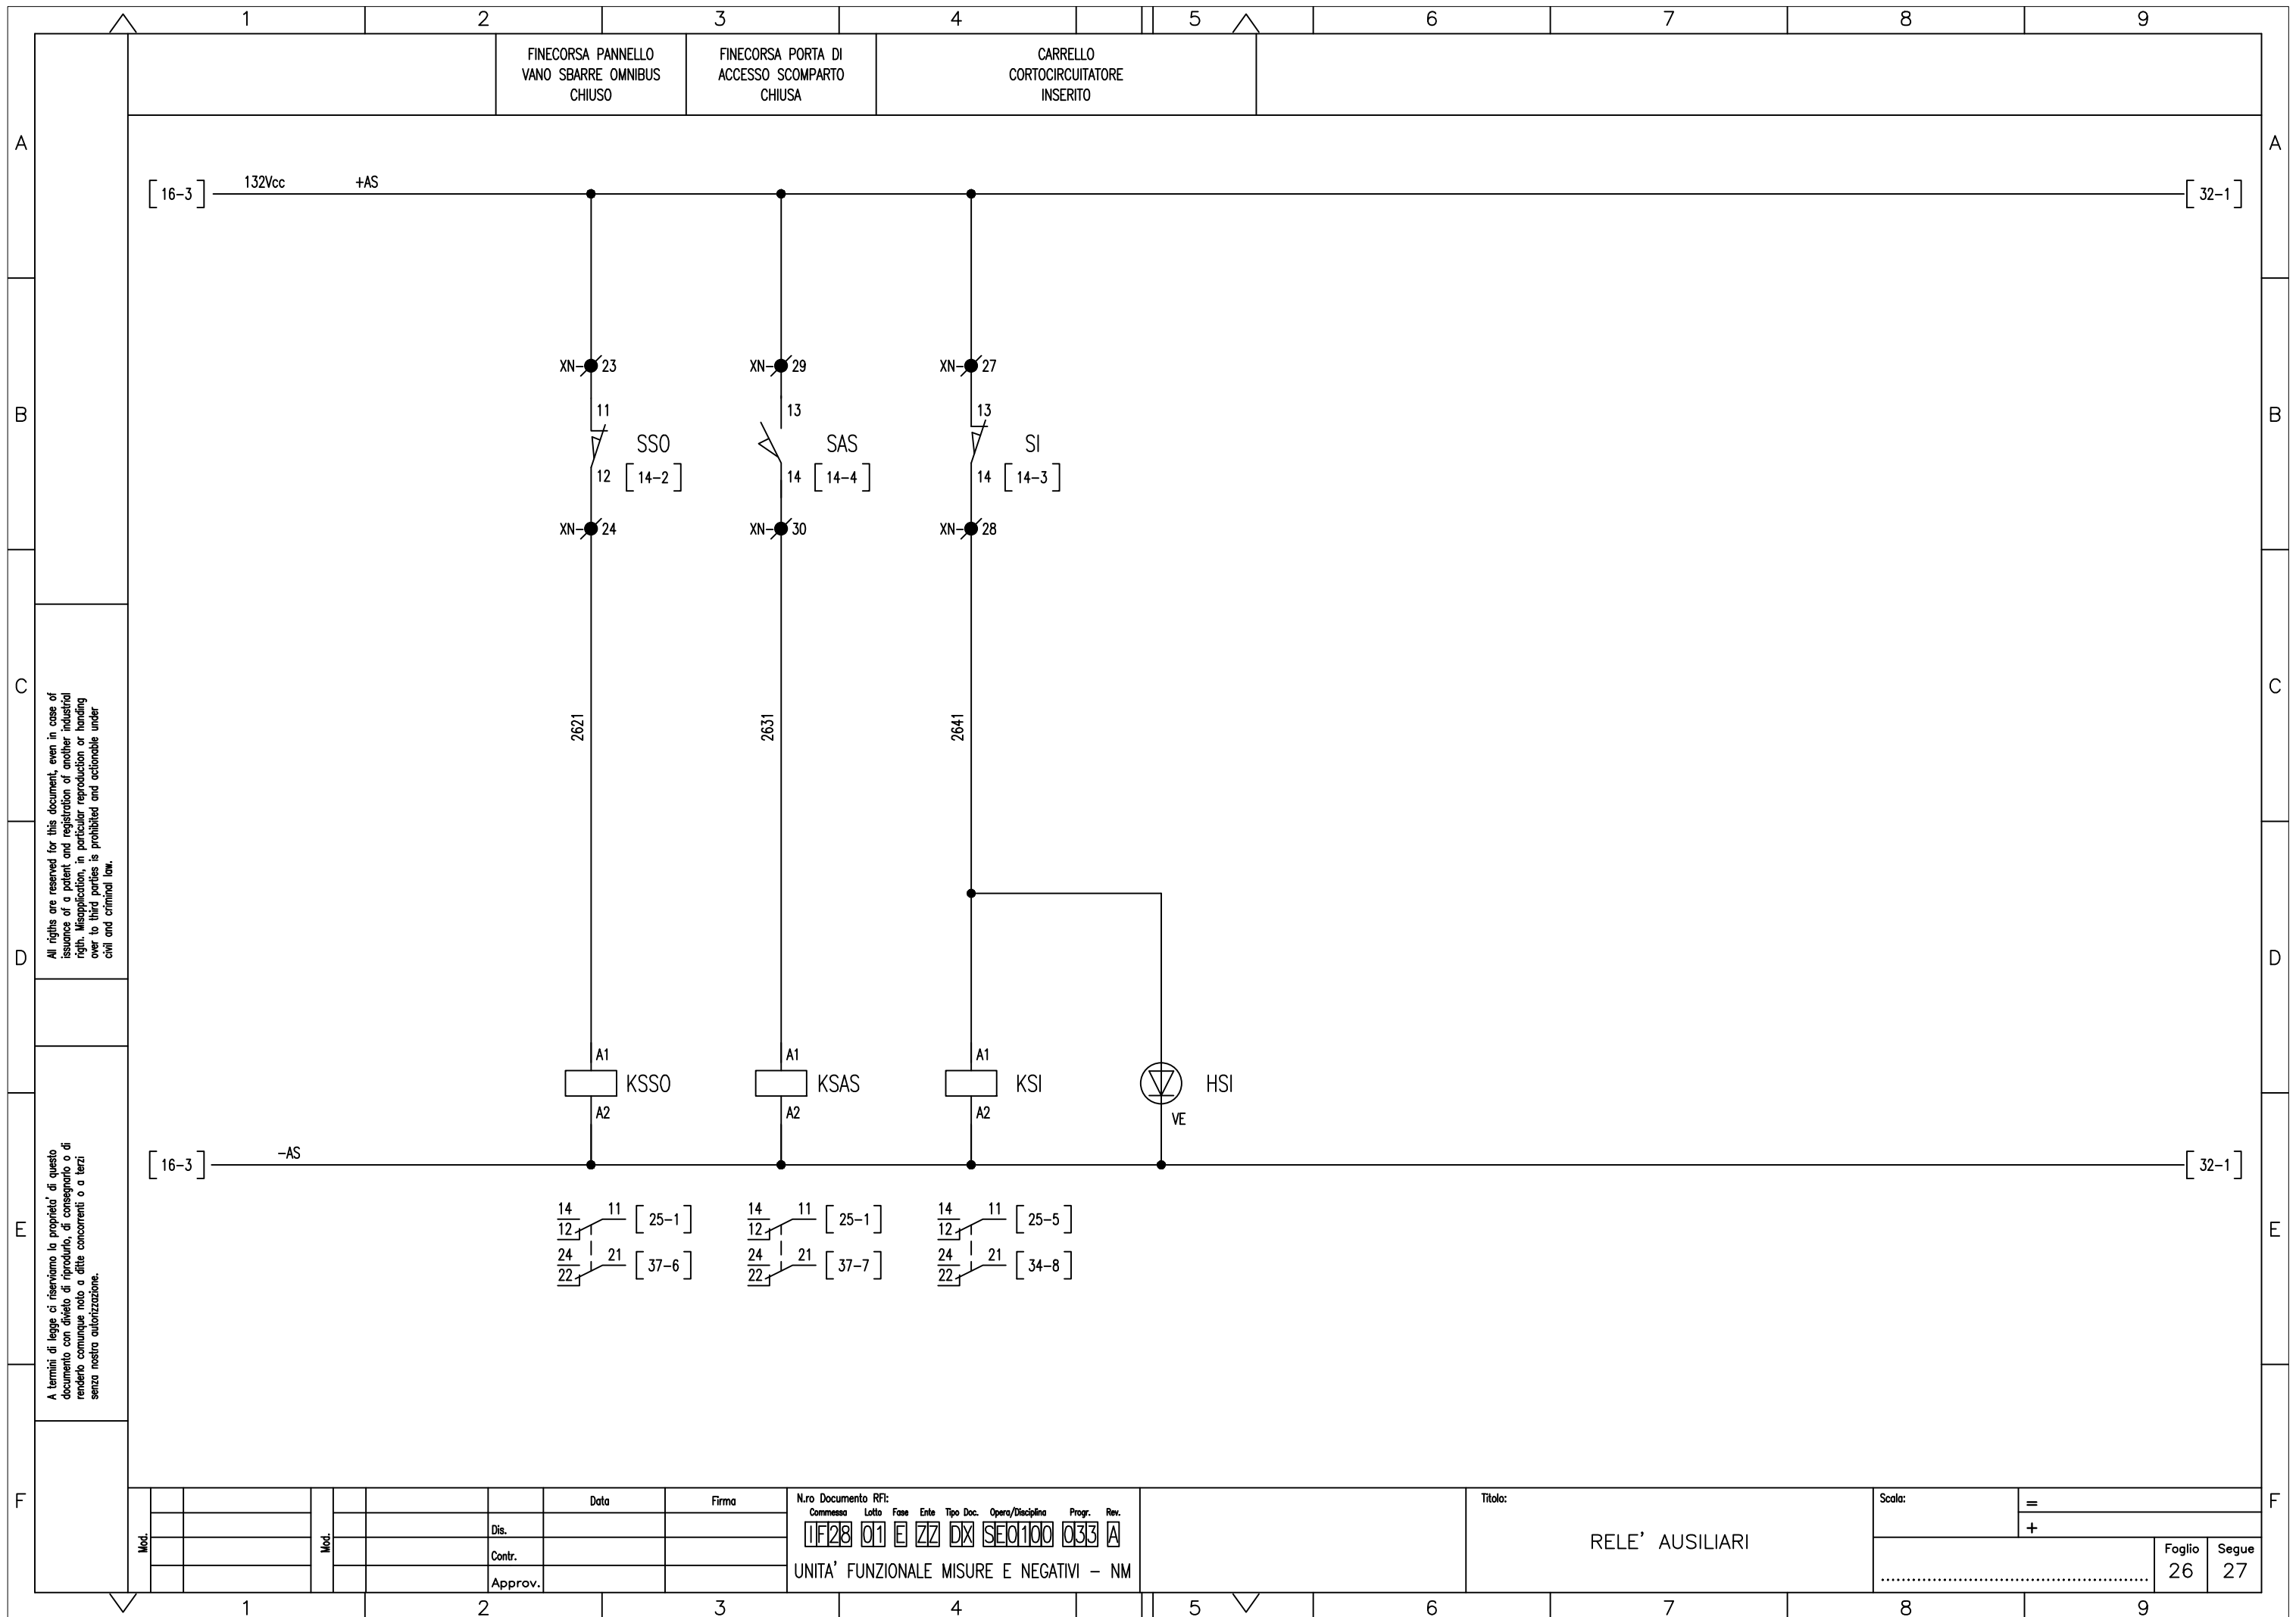 1 2 3 4 5 6 7 8 9
FINECORSA PANNELLO
VANO SBARRE OMNIBUS
CHIUSO
FINECORSA PORTA DI
ACCESSO SCOMPARTO
CHIUSA
CARRELLO
CORTOCIRCUITATORE
INSERITO
A A
16-3 132Vcc +AS 32-1
XN- 23 XN- 29 XN- 27
11 13 13
B SSO SAS SI B
12 14-2 14 14-4 14 14-3
XN- 24 XN- 30 XN- 28
C C
2621 2631 2641
All rigths are reserved for this document, even in case of
issuance of a patent and registration of another industrial
rigth. Misapplication, in particular reproduction or handing
over to third parties is prohibited and actionable under
civil and criminal law.
D D
A1 A1 A1
KSSO KSAS KSI HSI
A2 A2 A2 VE
16-3 -AS 32-1
A termini di legge ci riserviamo la proprieta' di questo
documento con divieto di riprodurlo, di consegnarlo o di
renderlo comunque noto a ditte concorrenti o a terzi
senza nostra autorizzazione.
E E
14 11 25-1 14 11 25-1 14 11 25-5
12 12 12
24 21 37-6 24 21 37-7 24 21 34-8
22 22 22
F F
Mod. Mod.
Data Firma
Dis.
Contr.
Approv.
N.ro Documento RFI:
Commessa Lotto Fase Ente Tipo Doc. Opera/Disciplina Progr. Rev.
IF28 01 E ZZ DX SE0100 033 A
UNITA' FUNZIONALE MISURE E NEGATIVI - NM
Titolo:
RELE' AUSILIARI
Scala:
=
+
Foglio Segue
26 27
1 2 3 4 5 6 7 8 9